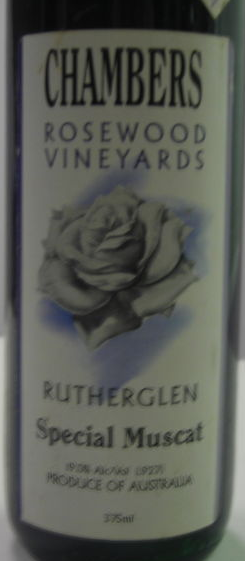 CHAMBERS
ROSEWOOD
VINEYARDS
RUTHERGLEN
Special Muscat
PRODUCE OF AUSTRALIA
375ml